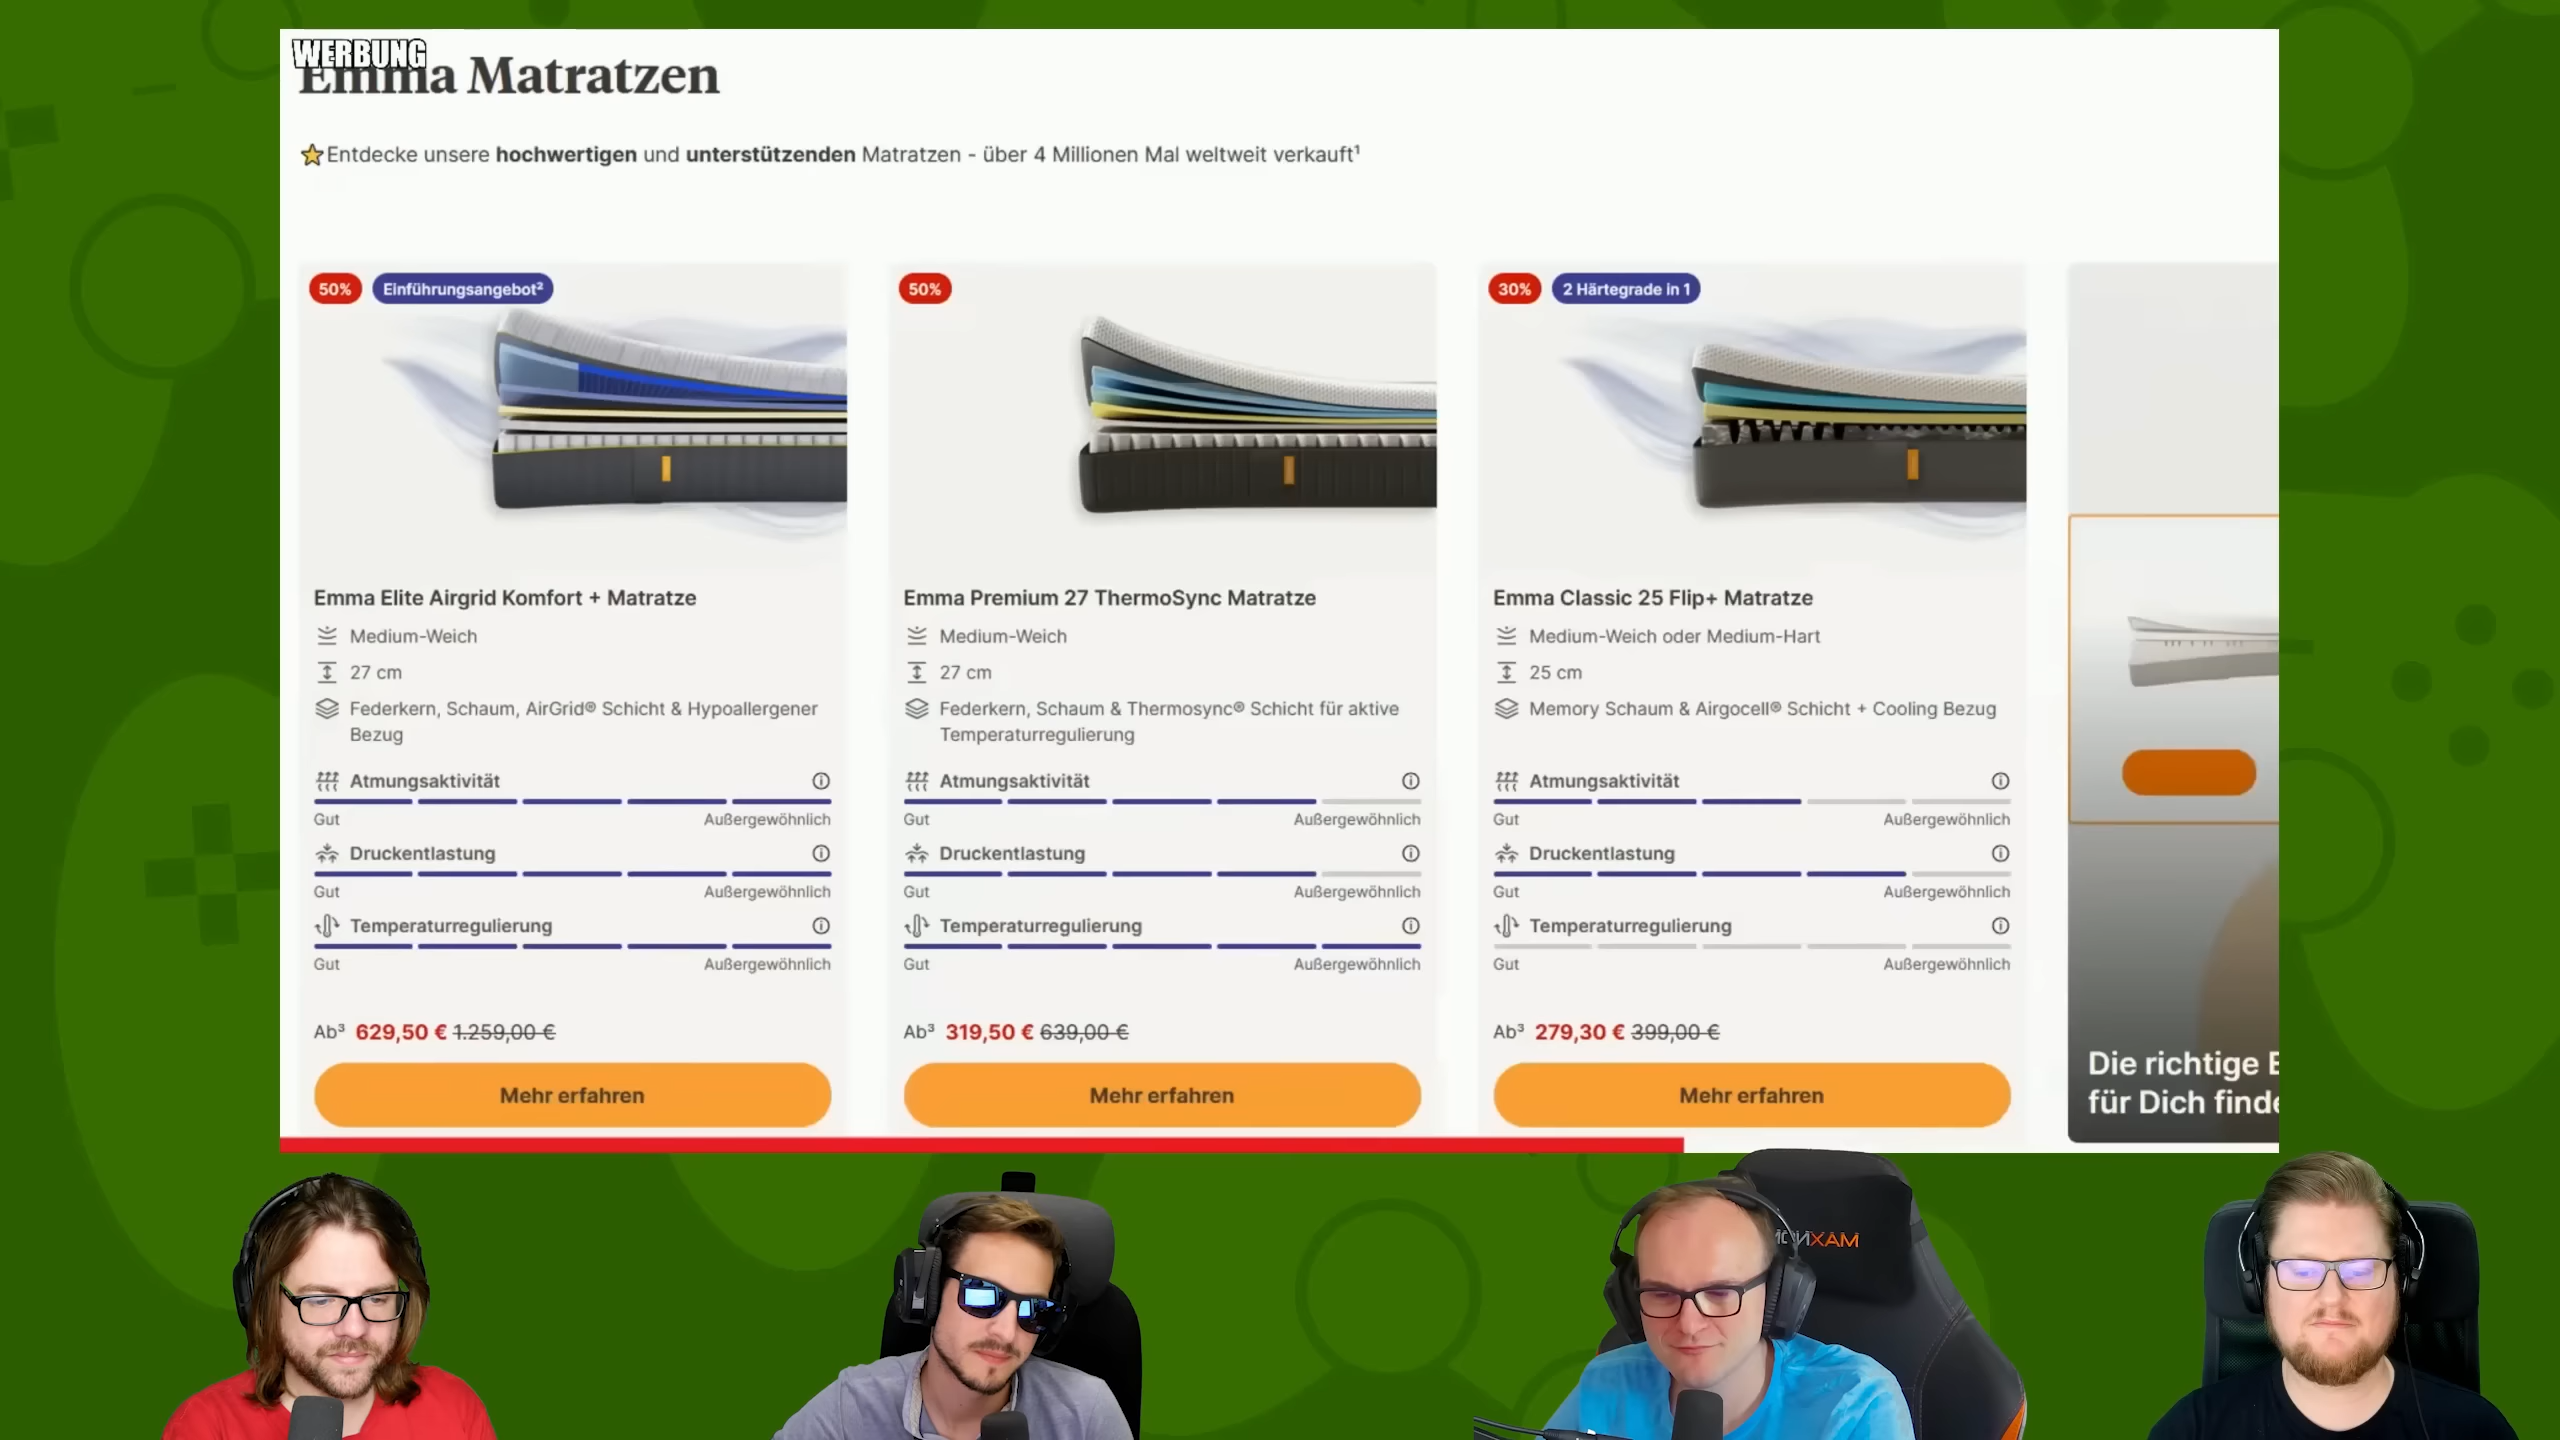 WERBUNG
Emma Matratzen
Entdecke unsere hochwertigen und unterstützenden Matratzen - über 4 Millionen Mal weltweit verkauft¹
50% Einführungsangebot²
Emma Elite Airgrid Komfort + Matratze
Medium-Weich
27 cm
Federkern, Schaum, AirGrid® Schicht & Hypoallergener
Bezug
Atmungsaktivität
Gut Außergewöhnlich
Druckentlastung
Gut Außergewöhnlich
Temperaturregulierung
Gut Außergewöhnlich
Ab³ 629,50 € 1.259,00 €
Mehr erfahren
50%
Emma Premium 27 ThermoSync Matratze
Medium-Weich
27 cm
Federkern, Schaum & Thermosync® Schicht für aktive
Temperaturregulierung
Atmungsaktivität
Gut Außergewöhnlich
Druckentlastung
Gut Außergewöhnlich
Temperaturregulierung
Gut Außergewöhnlich
Ab³ 319,50 € 639,00 €
Mehr erfahren
30% 2 Härtegrade in 1
Emma Classic 25 Flip+ Matratze
Medium-Weich oder Medium-Hart
25 cm
Memory Schaum & Airgocell® Schicht + Cooling Bezug
Atmungsaktivität
Gut Außergewöhnlich
Druckentlastung
Gut Außergewöhnlich
Temperaturregulierung
Gut Außergewöhnlich
Ab³ 279,30 € 399,00 €
Mehr erfahren
Die richtige
für Dich